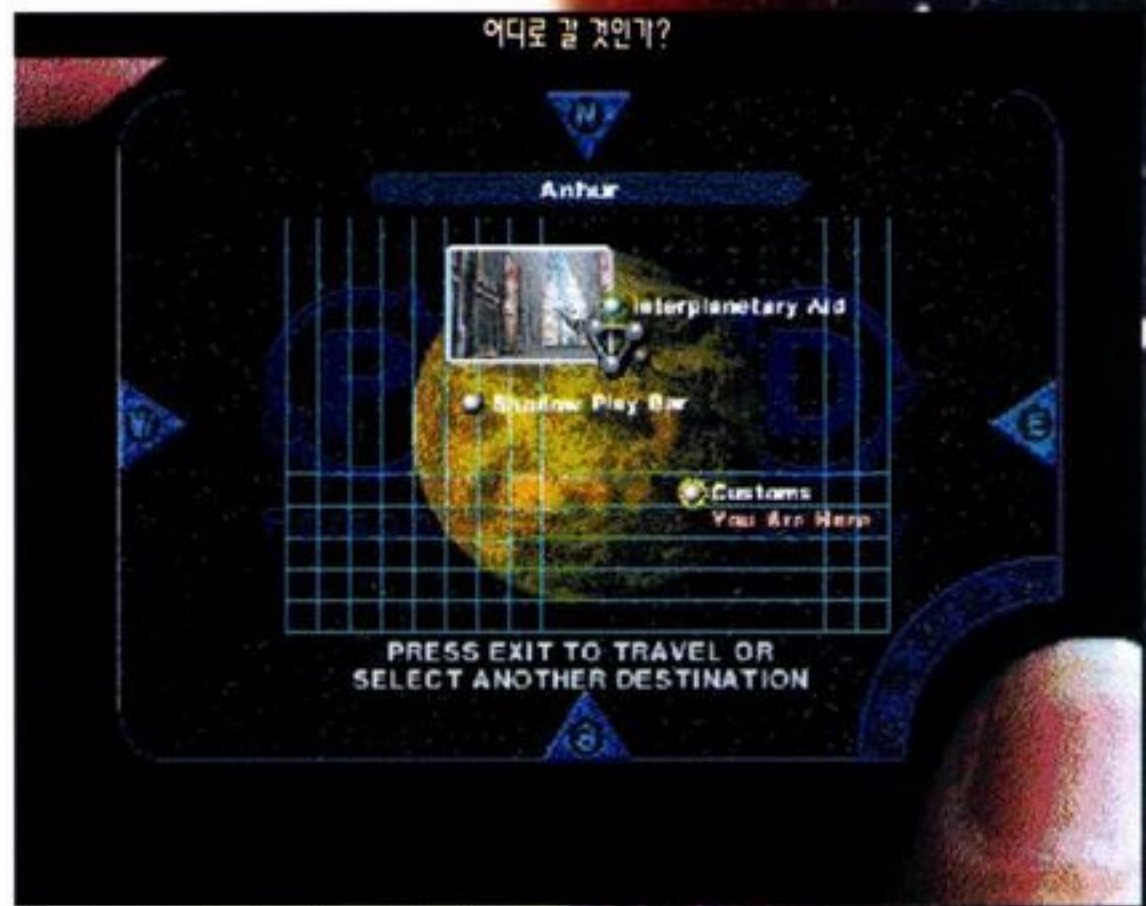 어디로 갈 것인가?
N
Anhur
Interplanetary Aid
Shadow Play Bar
P D
Customs
You Are Here
PRESS EXIT TO TRAVEL OR
SELECT ANOTHER DESTINATION